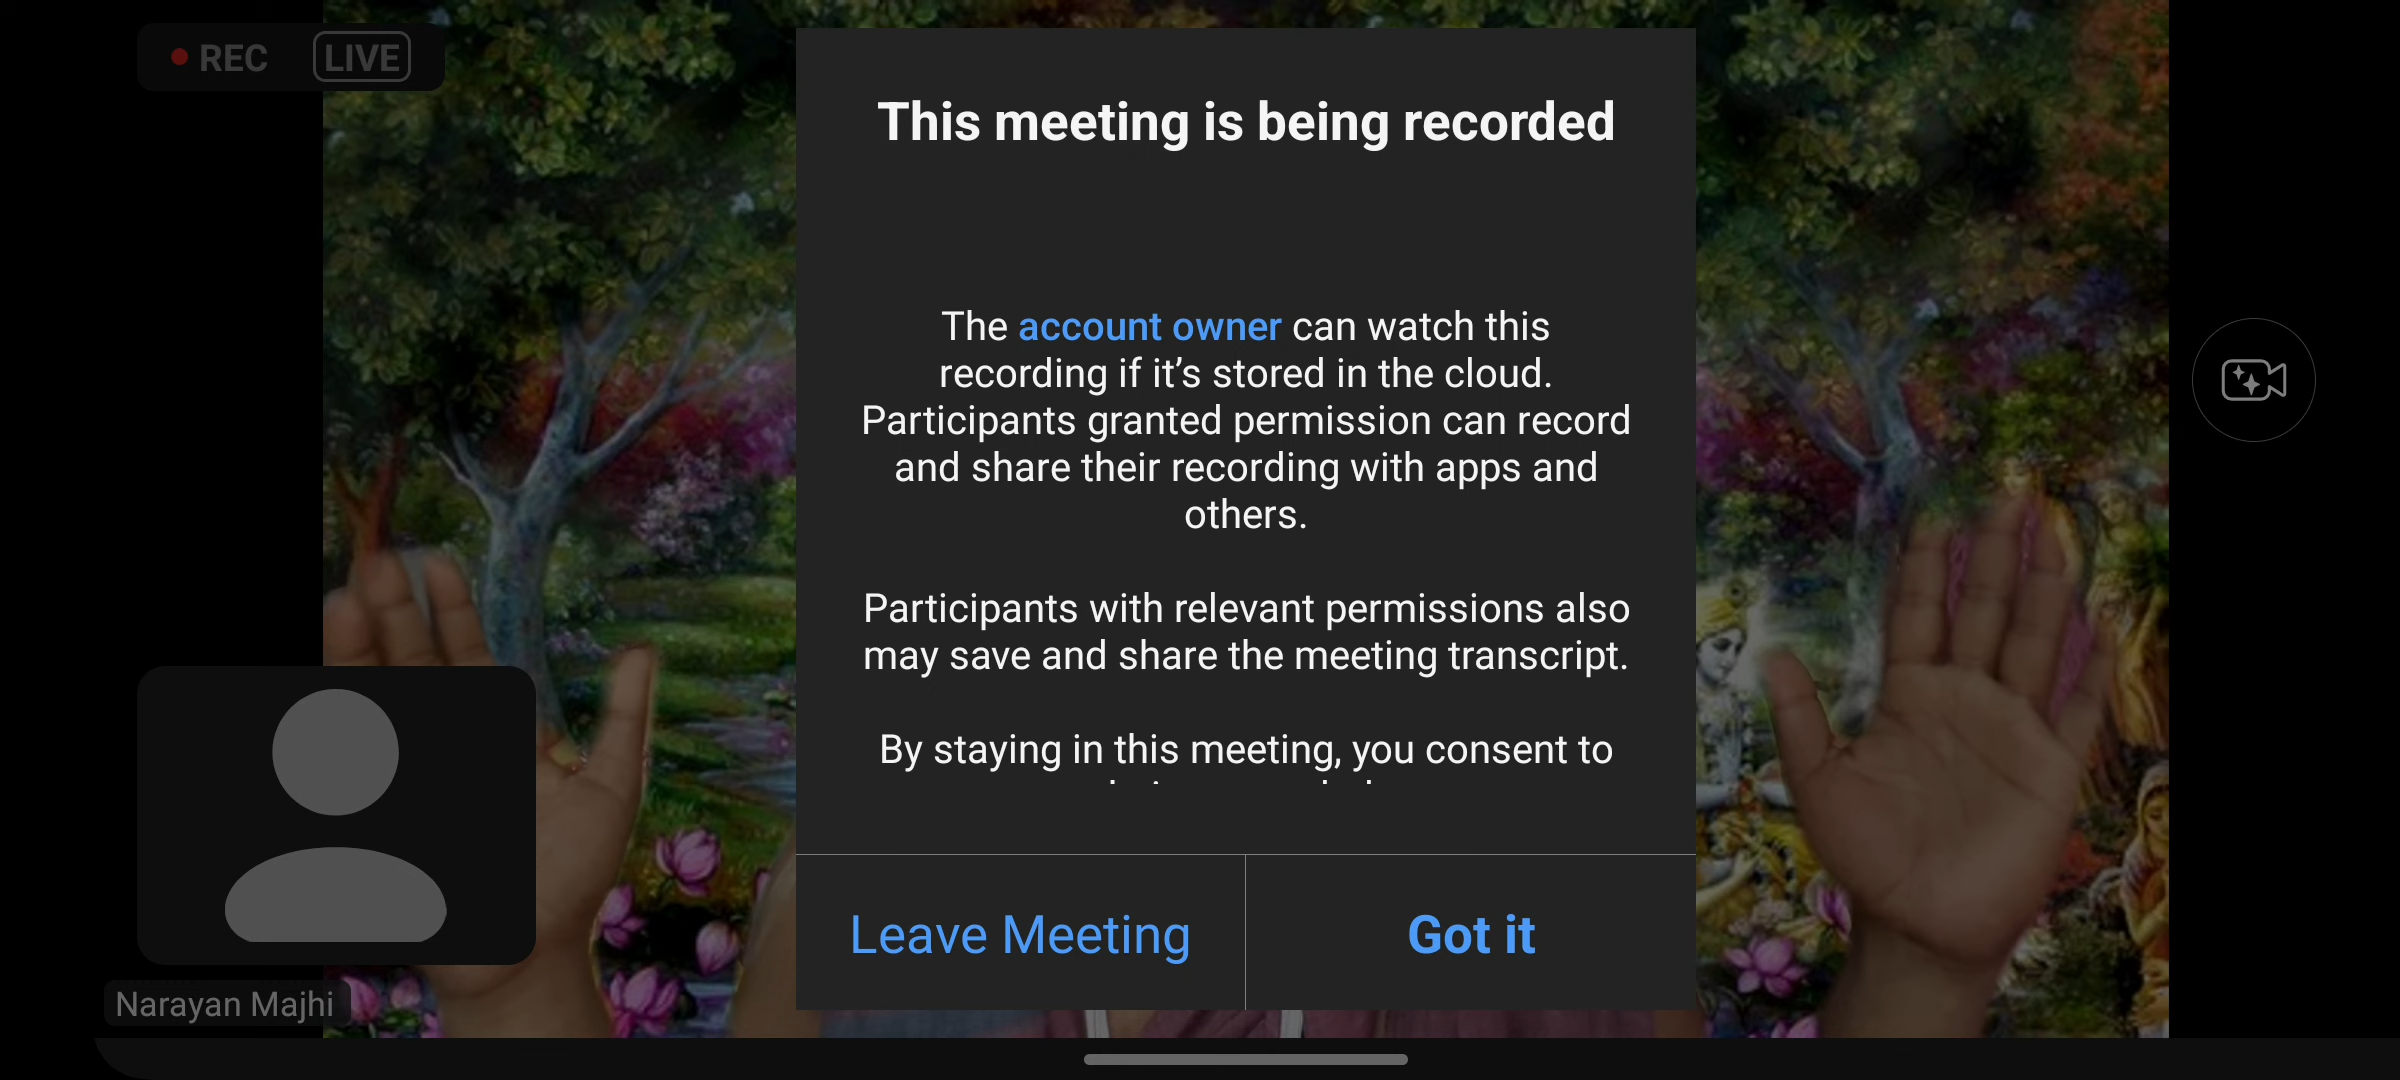 REC LIVE
This meeting is being recorded
The account owner can watch this
recording if it’s stored in the cloud.
Participants granted permission can record
and share their recording with apps and
others.
Participants with relevant permissions also
may save and share the meeting transcript.
By staying in this meeting, you consent to
Leave Meeting
Got it
Narayan Majhi